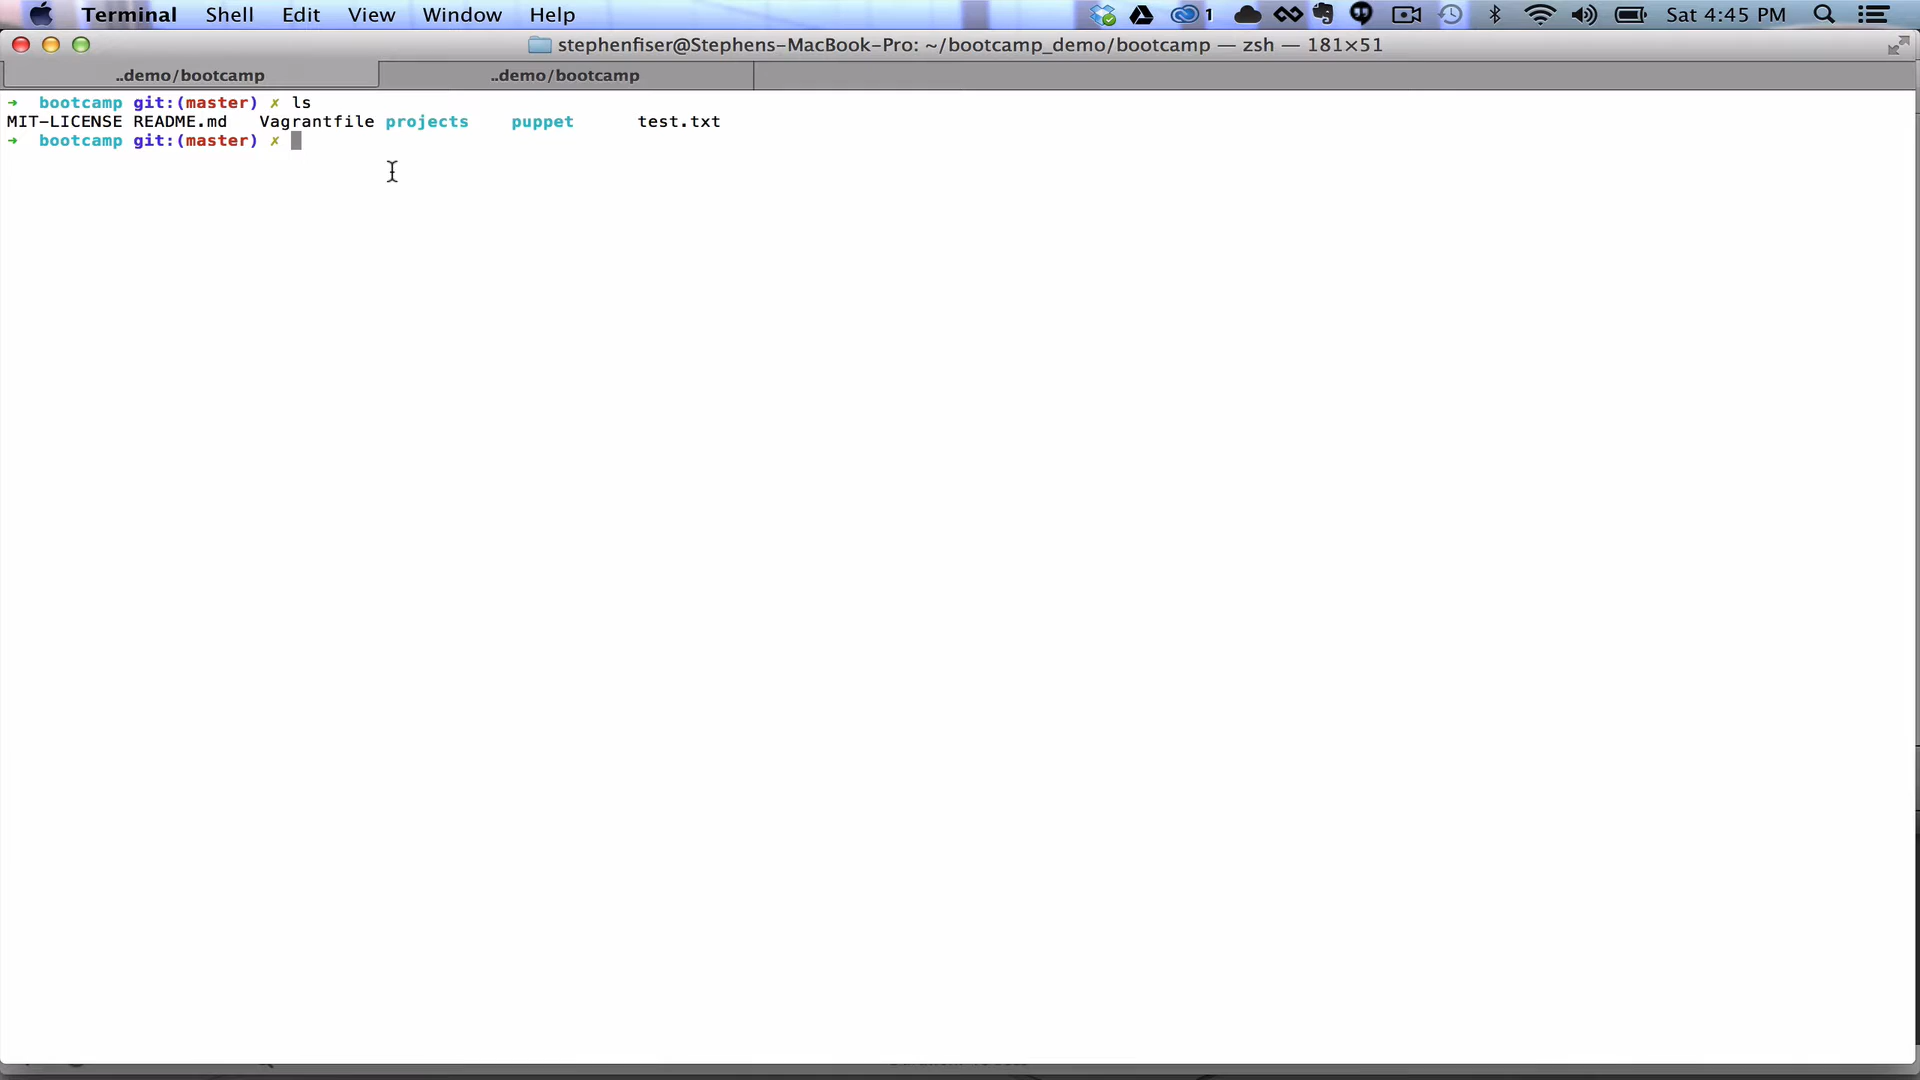 Terminal Shell Edit View Window Help 1 Sat 4:45 PM
stephenfiser@Stephens-MacBook-Pro: ~/bootcamp_demo/bootcamp — zsh — 181×51
..demo/bootcamp ..demo/bootcamp
➜ bootcamp git:(master) ✗ ls
MIT-LICENSE README.md Vagrantfile projects puppet test.txt
➜ bootcamp git:(master) ✗